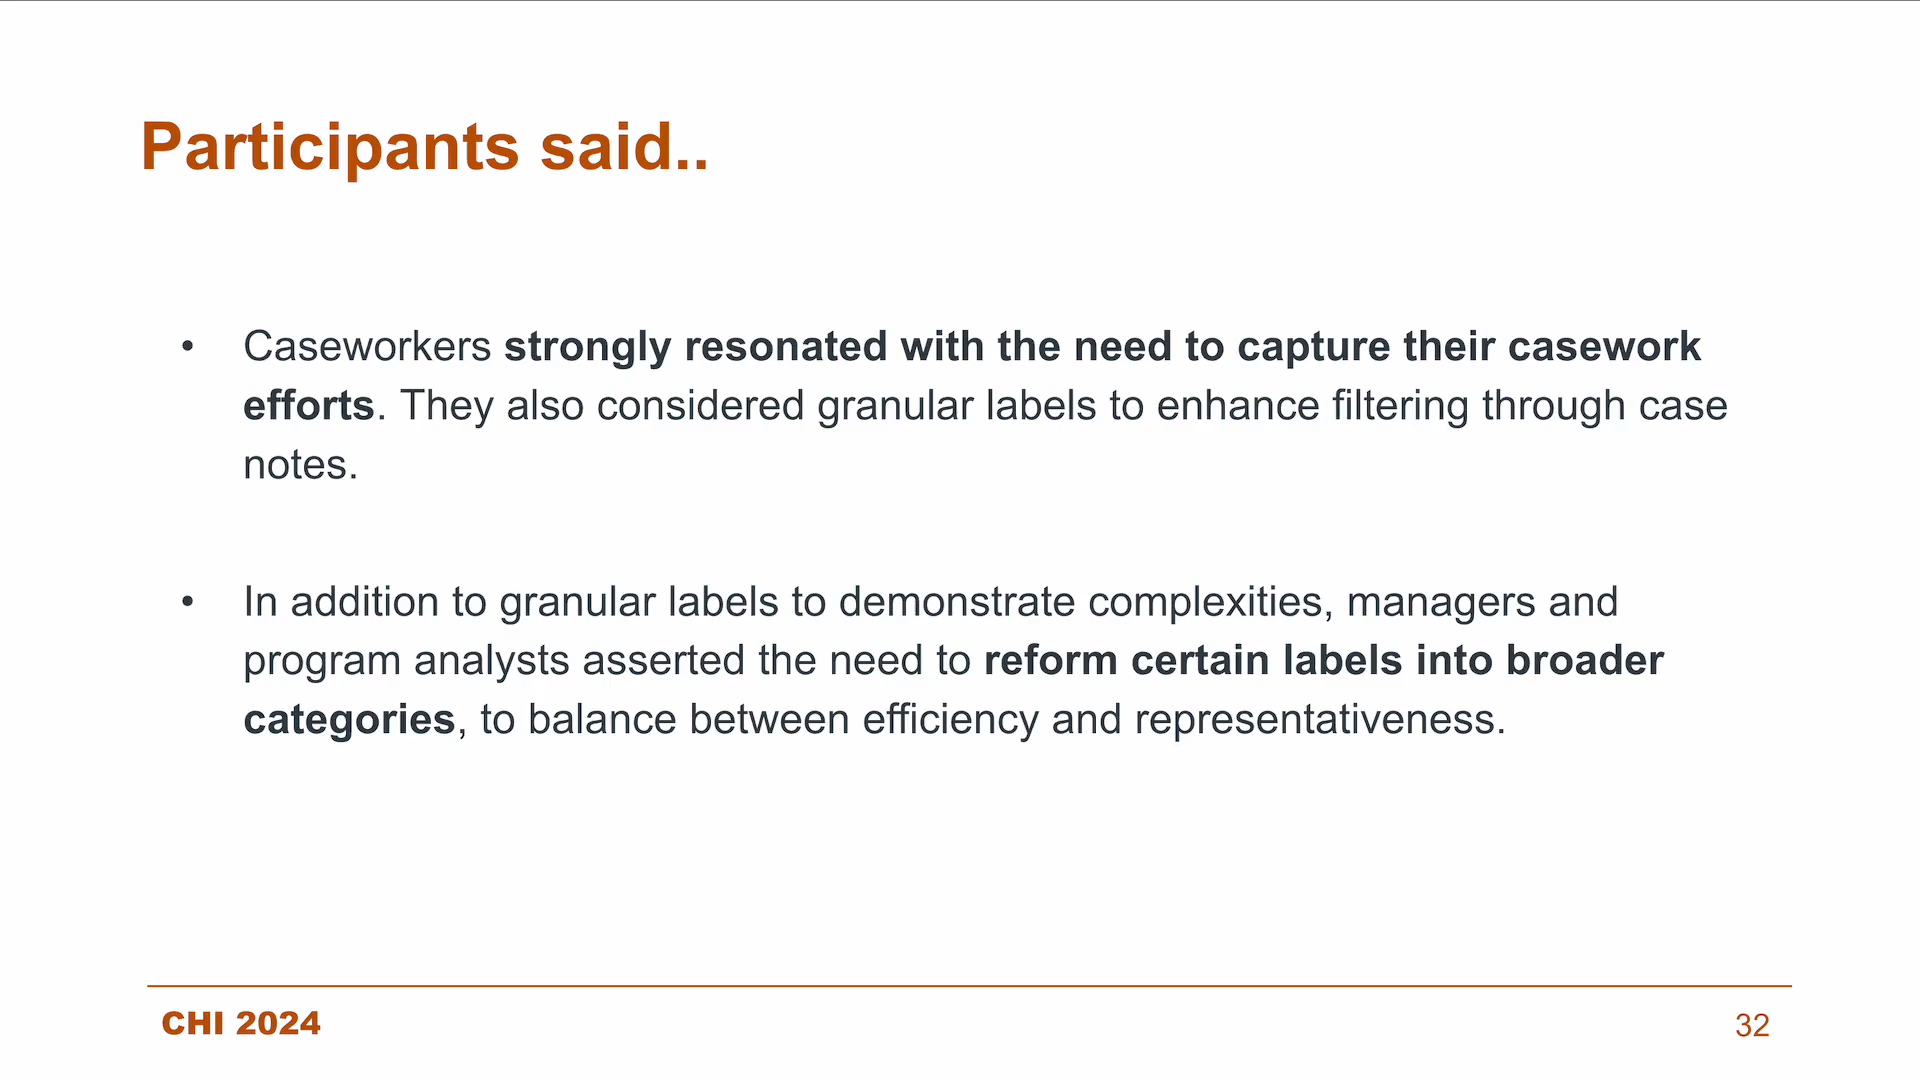 Participants said..
• Caseworkers strongly resonated with the need to capture their casework
efforts. They also considered granular labels to enhance filtering through case
notes.
• In addition to granular labels to demonstrate complexities, managers and
program analysts asserted the need to reform certain labels into broader
categories, to balance between efficiency and representativeness.
CHI 2024
32